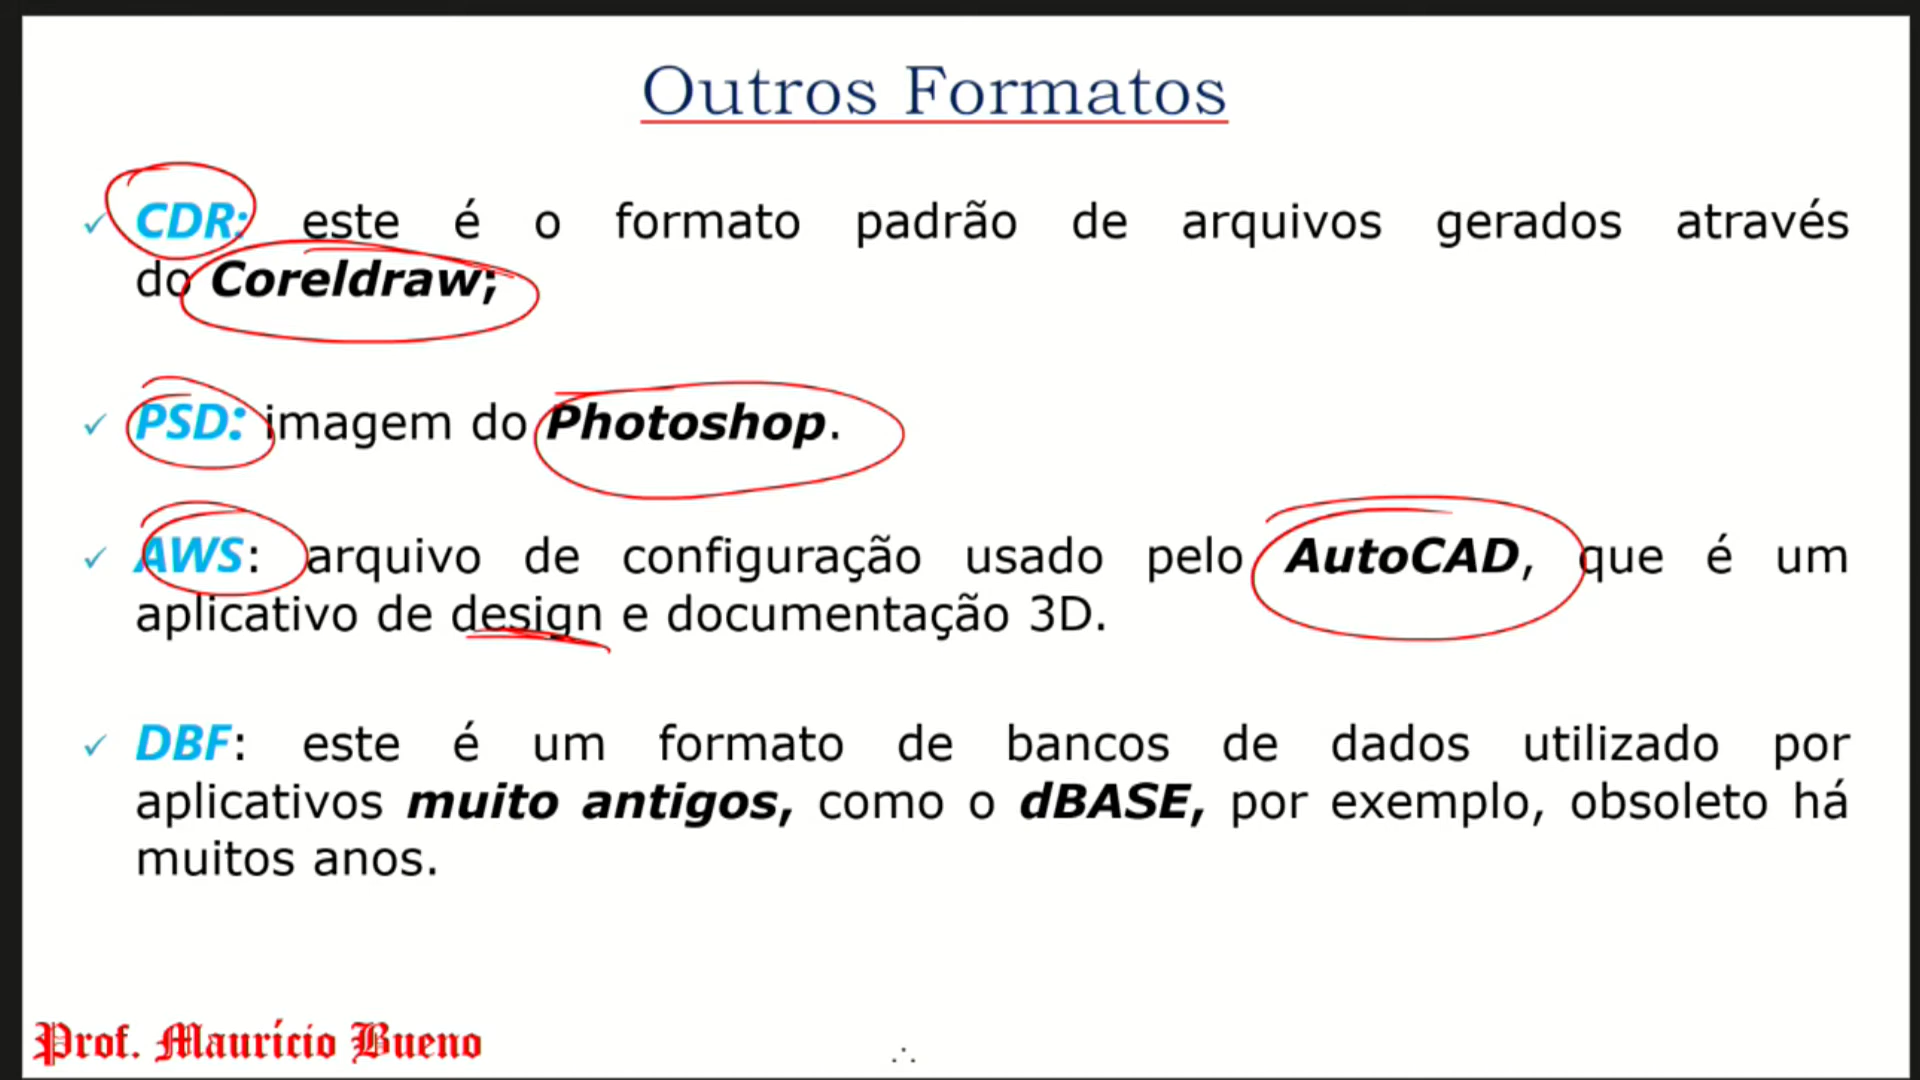 Outros Formatos
✓ CDR: este é o formato padrão de arquivos gerados através
do Coreldraw;
✓ PSD: imagem do Photoshop.
✓ AWS: arquivo de configuração usado pelo AutoCAD, que é um
aplicativo de design e documentação 3D.
✓ DBF: este é um formato de bancos de dados utilizado por
aplicativos muito antigos, como o dBASE, por exemplo, obsoleto há
muitos anos.
Prof. Maurício Bueno